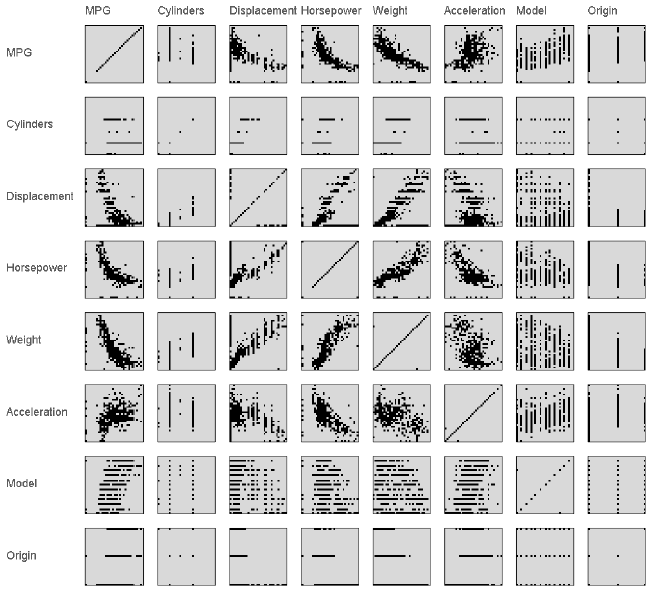 MPG Cylinders Displacement Horsepower Weight Acceleration Model Origin
MPG
Cylinders
Displacement
Horsepower
Weight
Acceleration
Model
Origin